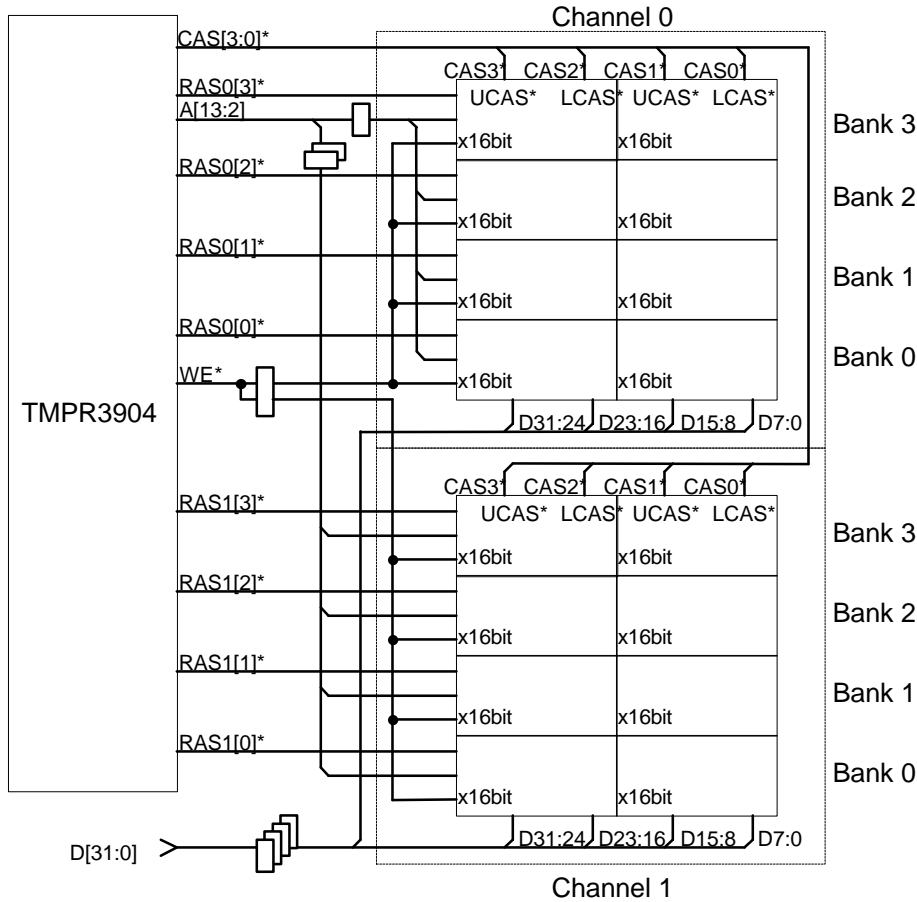 Channel 0
CAS[3:0]*
CAS3* CAS2* CAS1* CAS0*
RAS0[3]*
UCAS* LCAS* UCAS* LCAS*
A[13:2]
Bank 3
x16bit x16bit
RAS0[2]*
Bank 2
x16bit x16bit
RAS0[1]*
Bank 1
x16bit x16bit
RAS0[0]*
Bank 0
WE*
x16bit x16bit
TMPR3904
D31:24 D23:16 D15:8 D7:0
CAS3* CAS2* CAS1* CAS0*
RAS1[3]*
UCAS* LCAS* UCAS* LCAS*
Bank 3
x16bit x16bit
RAS1[2]*
Bank 2
x16bit x16bit
RAS1[1]*
Bank 1
x16bit x16bit
RAS1[0]*
Bank 0
x16bit x16bit
D31:24 D23:16 D15:8 D7:0
D[31:0]
Channel 1